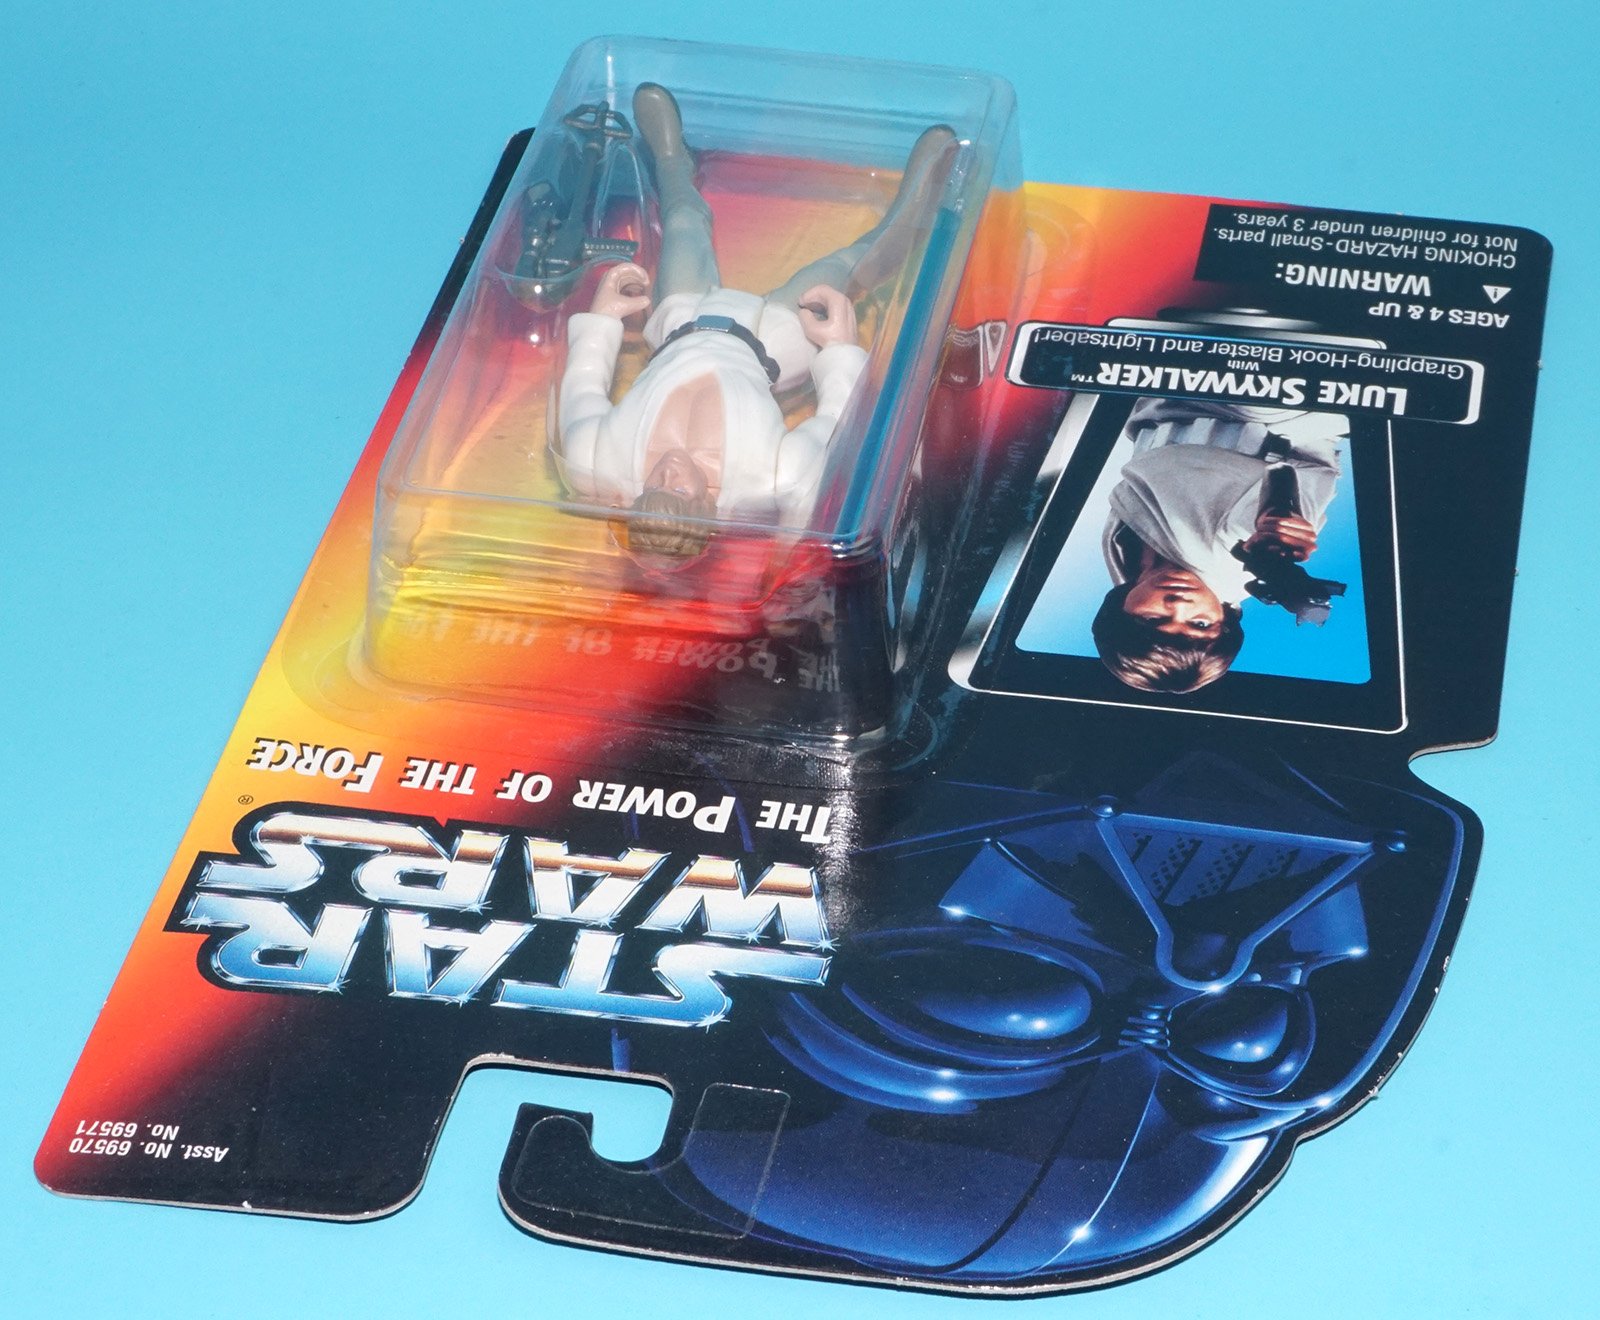 Asst. No. 69570
No. 69571
STAR
WARS
®
THE POWER OF THE FORCE
LUKE SKYWALKER™
With
Grappling-Hook Blaster and Lightsaber!
AGES 4 & UP
WARNING:
CHOKING HAZARD-Small parts.
Not for children under 3 years.